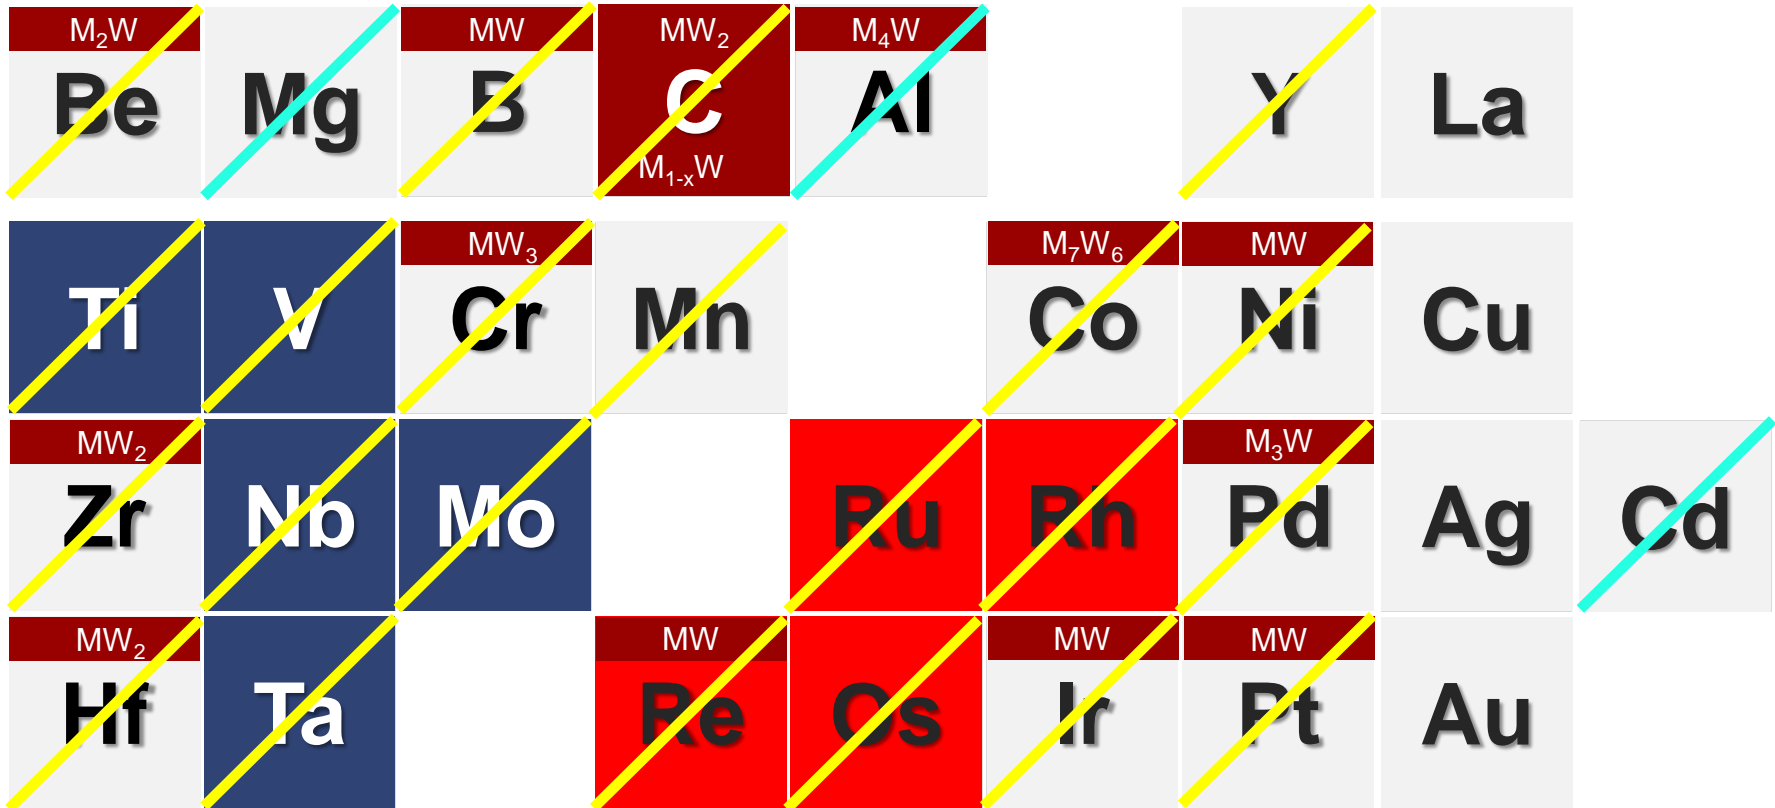 M₂W
MW
MW₂
M₄W
Be
Mg
B
C
Al
Y
La
M₁₋ₓW
MW₃
M₇W₆
MW
Ti
V
Cr
Mn
Co
Ni
Cu
MW₂
M₃W
Zr
Nb
Mo
Ru
Rh
Pd
Ag
Cd
MW₂
MW
MW
MW
Hf
Ta
Re
Os
Ir
Pt
Au